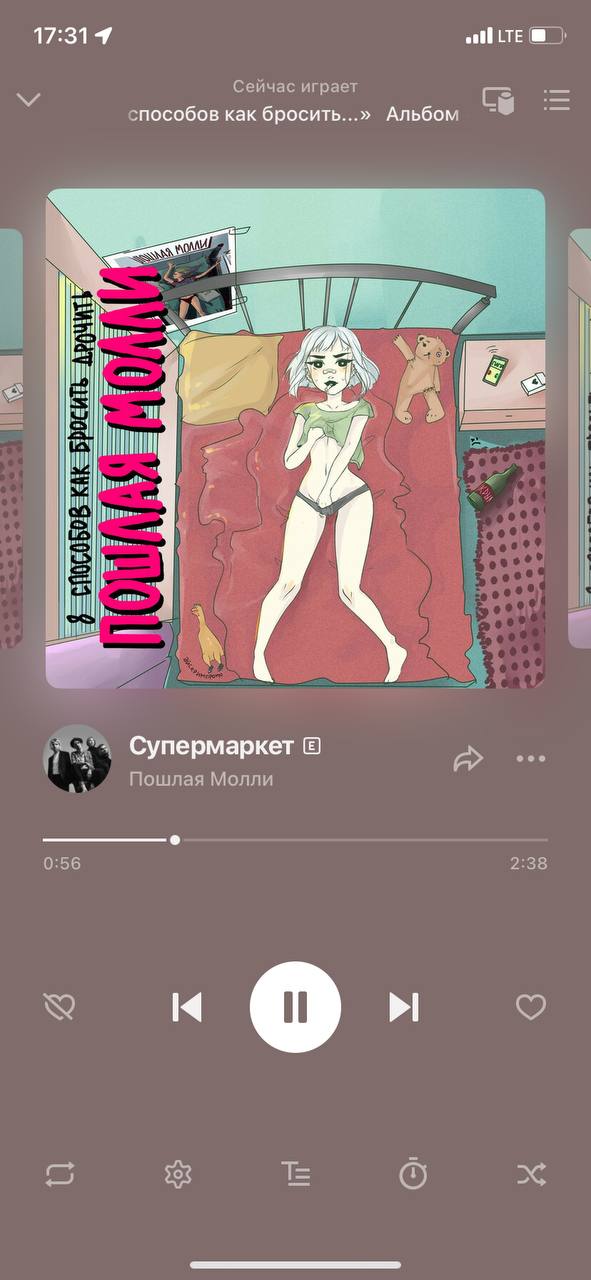 17:31
LTE
Сейчас играет
способов как бросить...» Альбом
ПОШЛАЯ МОЛЛИ
8 СПОСОБОВ КАК БРОСИТЬ ДРОЧИТЬ
ПОШЛАЯ МОЛЛИ
Супермаркет E
Пошлая Молли
0:56
2:38